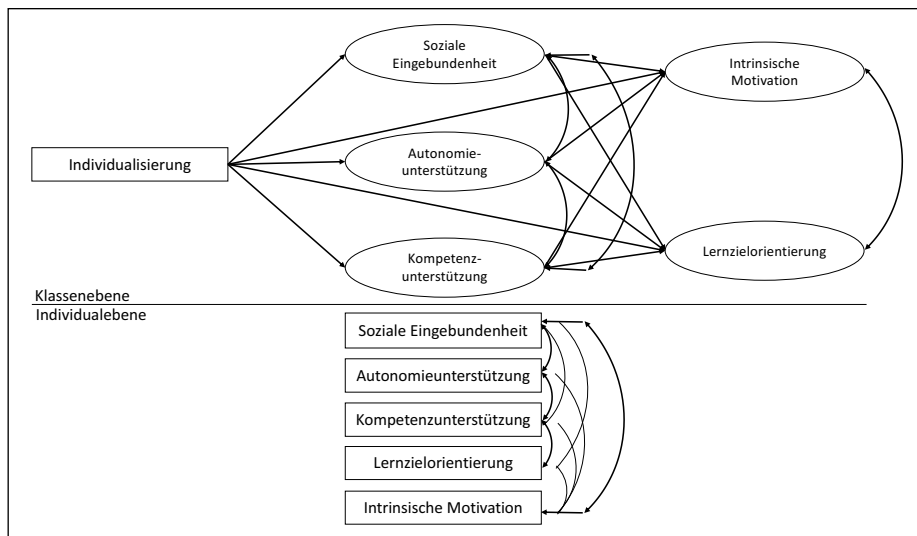 Soziale
Eingebundenheit
Intrinsische
Motivation
Individualisierung
Autonomie-
unterstützung
Kompetenz-
unterstützung
Lernzielorientierung
Klassenebene
Individualebene
Soziale Eingebundenheit
Autonomieunterstützung
Kompetenzunterstützung
Lernzielorientierung
Intrinsische Motivation